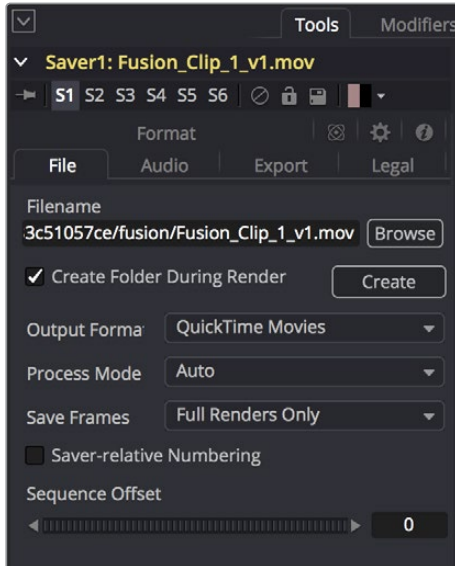 Tools Modifiers
Saver1: Fusion_Clip_1_v1.mov
S1 S2 S3 S4 S5 S6
Format
File Audio Export Legal
Filename
3c51057ce/fusion/Fusion_Clip_1_v1.mov Browse
Create Folder During Render Create
Output Forma QuickTime Movies
Process Mode Auto
Save Frames Full Renders Only
Saver-relative Numbering
Sequence Offset
0